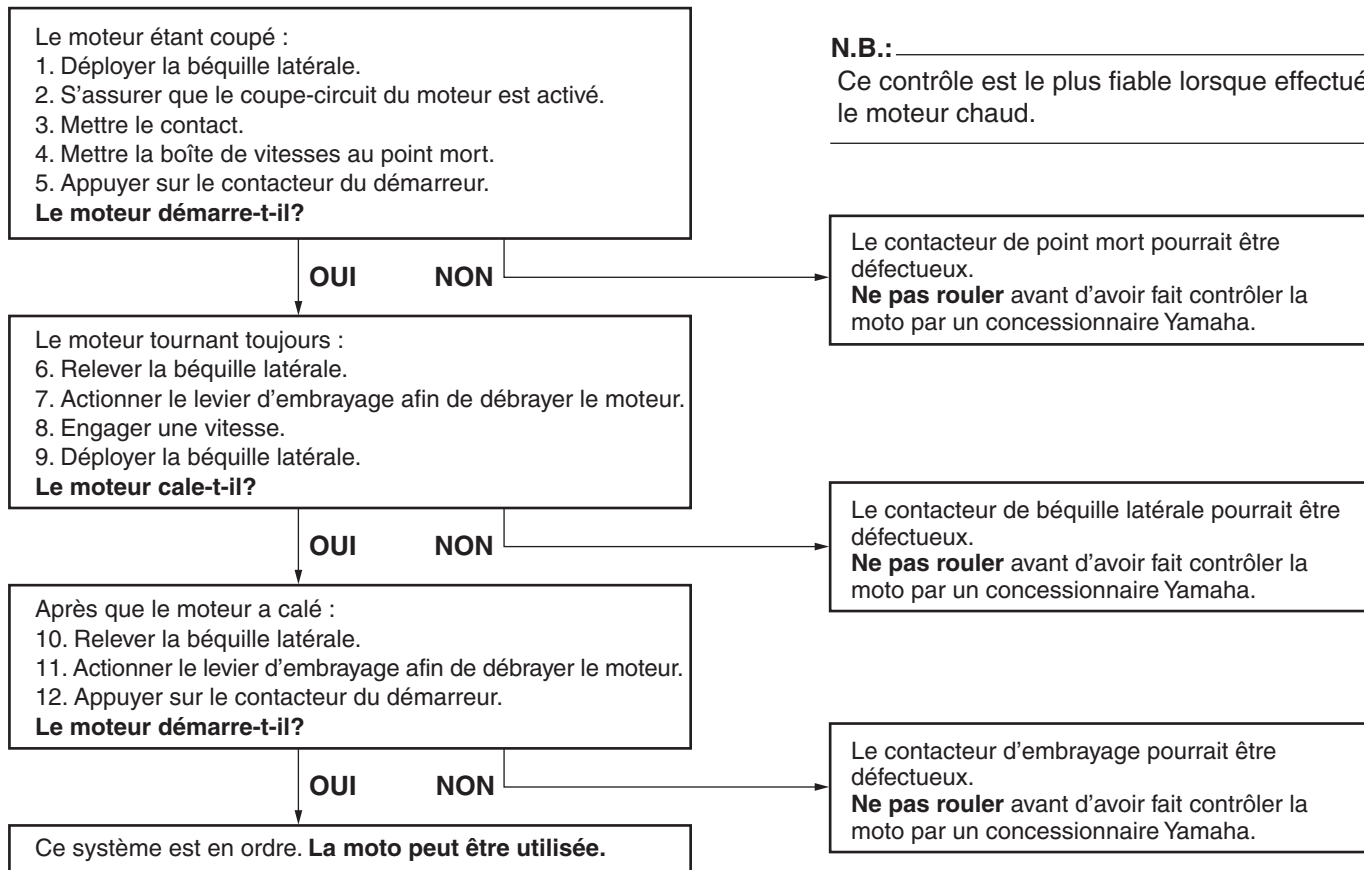 Le moteur étant coupé :
1. Déployer la béquille latérale.
2. S'assurer que le coupe-circuit du moteur est activé.
3. Mettre le contact.
4. Mettre la boîte de vitesses au point mort.
5. Appuyer sur le contacteur du démarreur.
Le moteur démarre-t-il?
N.B.:
Ce contrôle est le plus fiable lorsque effectué
le moteur chaud.
OUI NON
Le contacteur de point mort pourrait être
défectueux.
Ne pas rouler avant d'avoir fait contrôler la
moto par un concessionnaire Yamaha.
Le moteur tournant toujours :
6. Relever la béquille latérale.
7. Actionner le levier d'embrayage afin de débrayer le moteur.
8. Engager une vitesse.
9. Déployer la béquille latérale.
Le moteur cale-t-il?
OUI NON
Le contacteur de béquille latérale pourrait être
défectueux.
Ne pas rouler avant d'avoir fait contrôler la
moto par un concessionnaire Yamaha.
Après que le moteur a calé :
10. Relever la béquille latérale.
11. Actionner le levier d'embrayage afin de débrayer le moteur.
12. Appuyer sur le contacteur du démarreur.
Le moteur démarre-t-il?
OUI NON
Le contacteur d'embrayage pourrait être
défectueux.
Ne pas rouler avant d'avoir fait contrôler la
moto par un concessionnaire Yamaha.
Ce système est en ordre. La moto peut être utilisée.